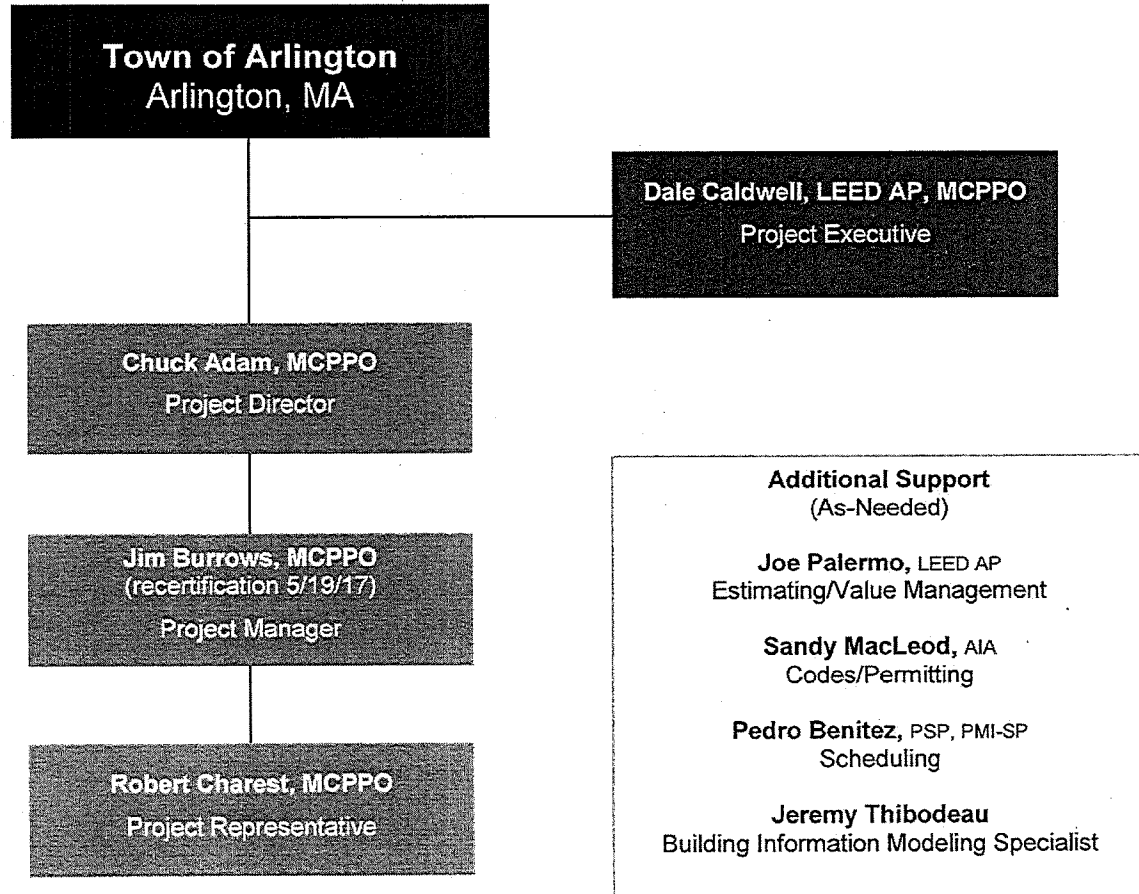 Town of Arlington
Arlington, MA
Dale Caldwell, LEED AP, MCPPO
Project Executive
Chuck Adam, MCPPO
Project Director
Jim Burrows, MCPPO
(recertification 5/19/17)
Project Manager
Robert Charest, MCPPO
Project Representative
Additional Support
(As-Needed)
Joe Palermo, LEED AP
Estimating/Value Management
Sandy MacLeod, AIA
Codes/Permitting
Pedro Benitez, PSP, PMI-SP
Scheduling
Jeremy Thibodeau
Building Information Modeling Specialist